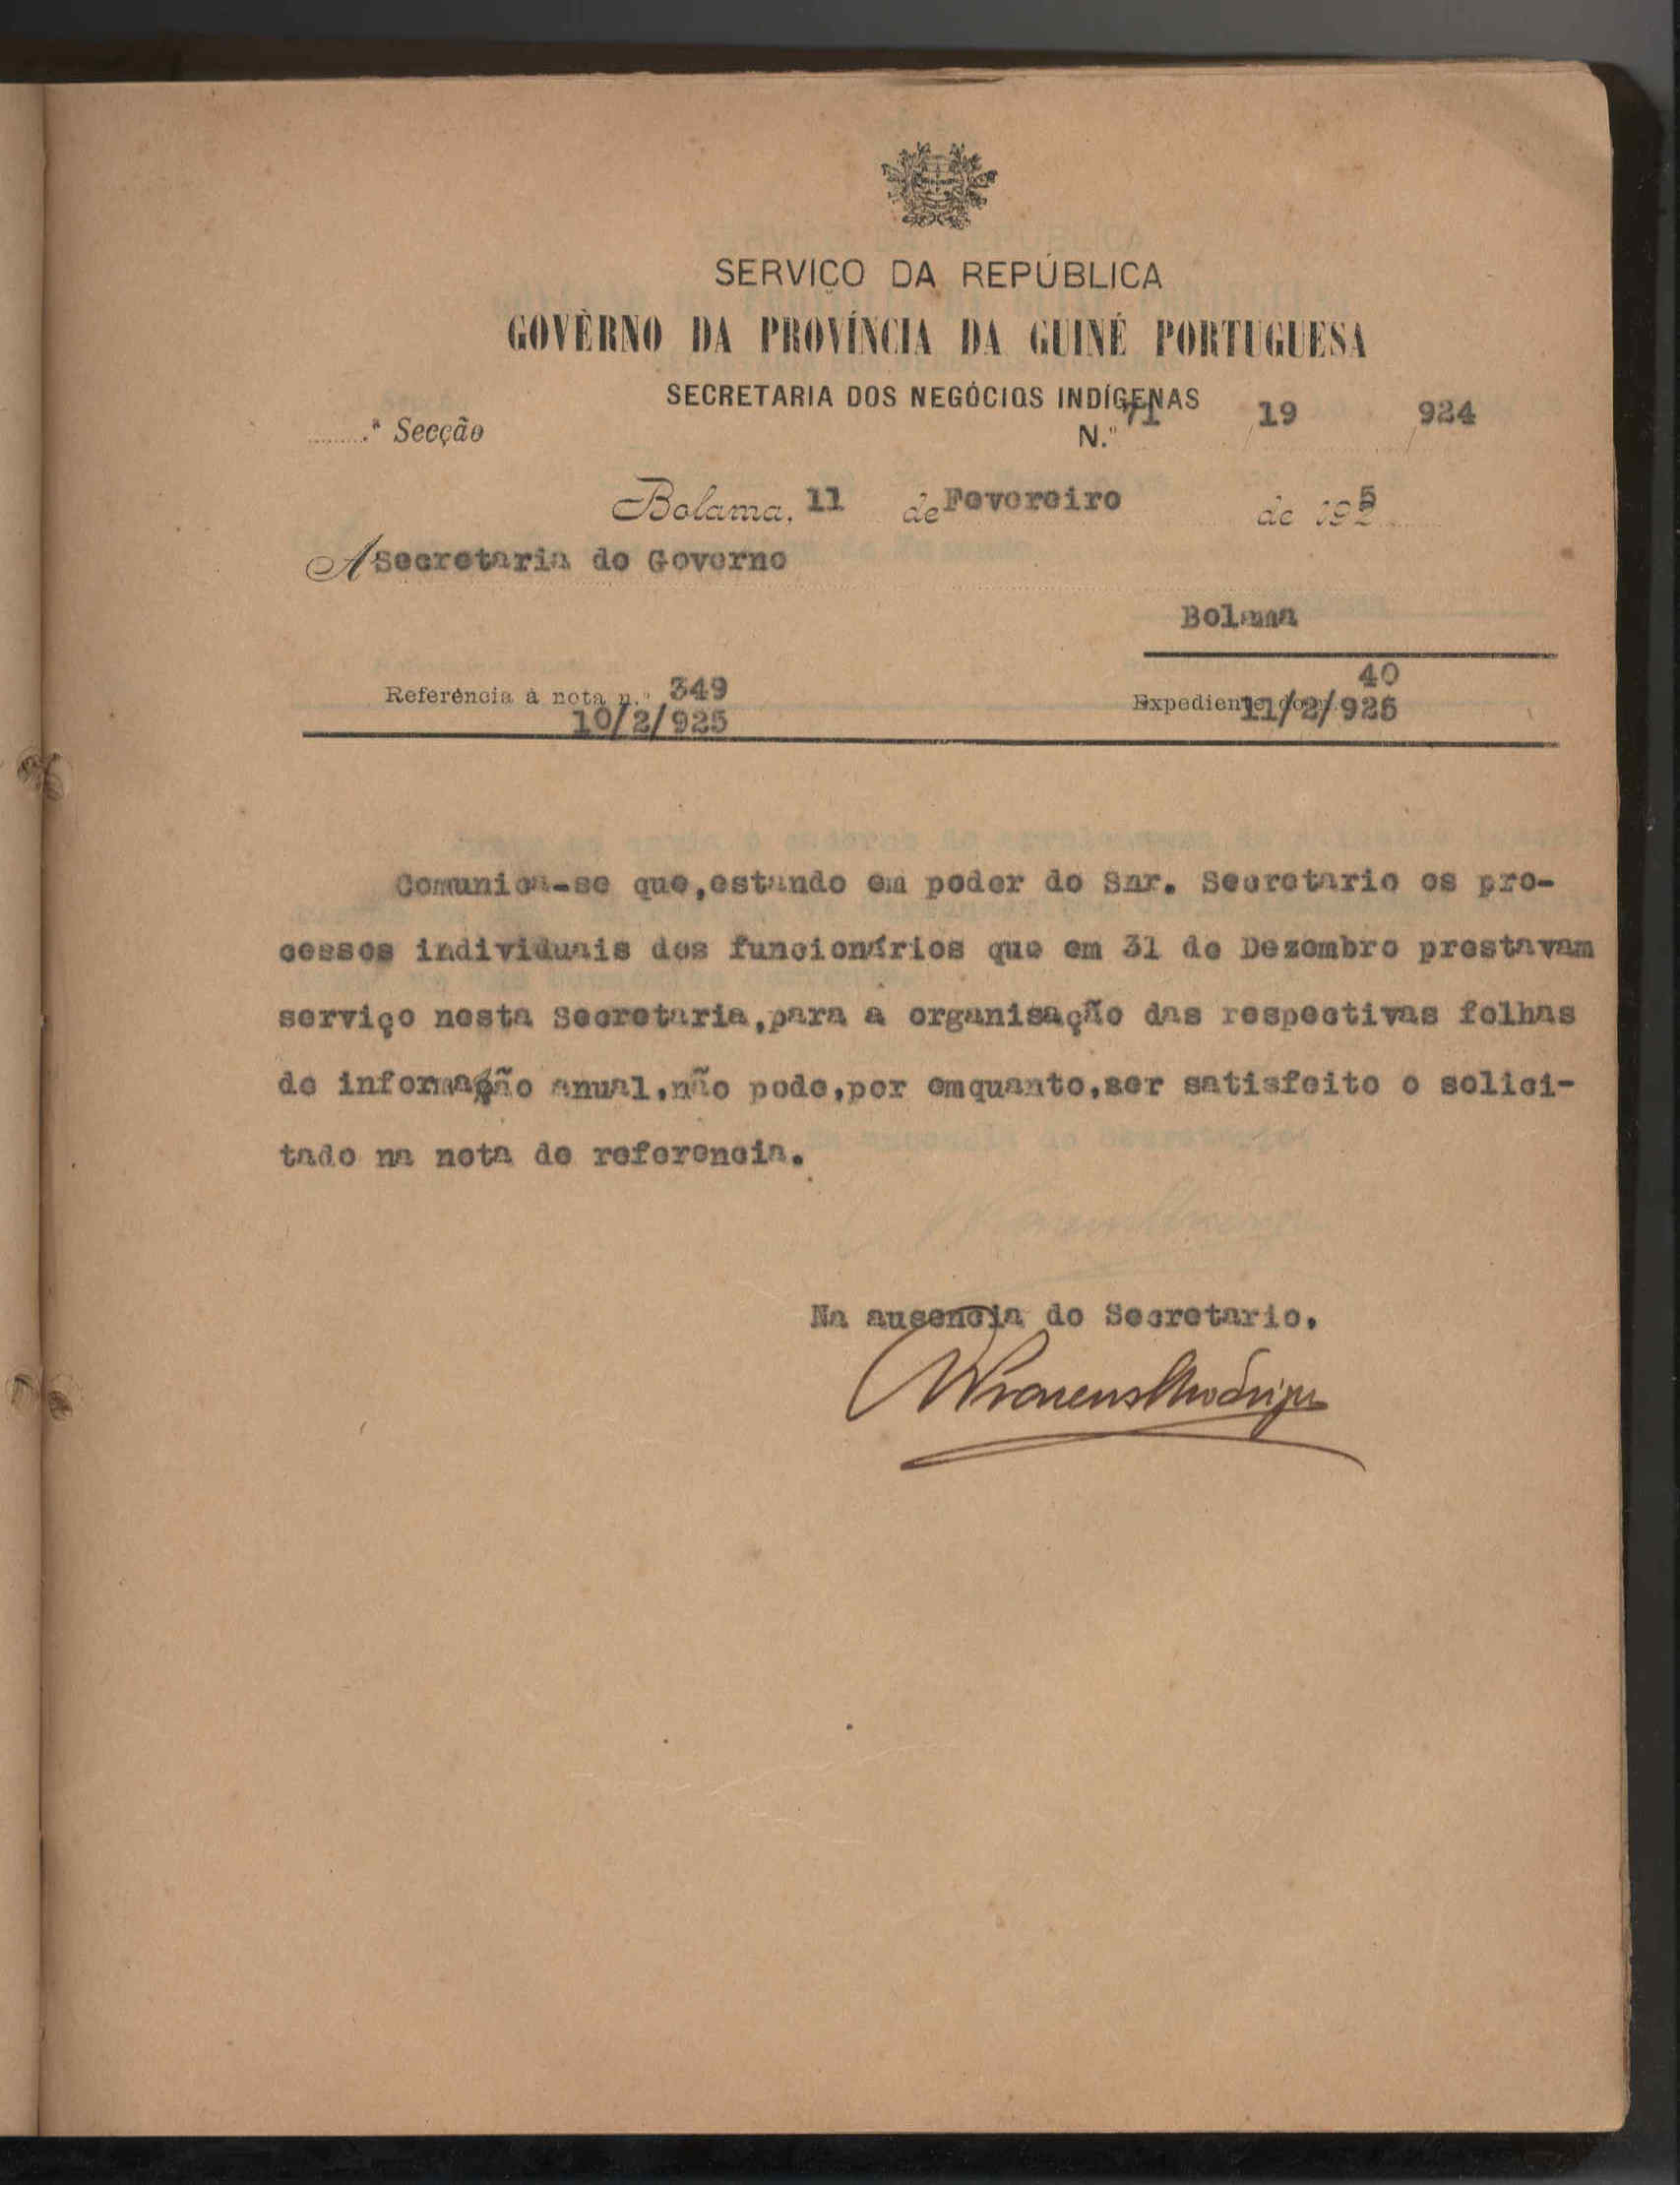 SERVIÇO DA REPÚBLICA
GOVÊRNO DA PROVÍNCIA DA GUINÉ PORTUGUESA
SECRETARIA DOS NEGÓCIOS INDÍGENAS
.ª Secção N.º 71 / 19 / 924
Bolama, 11 de Fevereiro de 1925
A Secretaria do Governo
Bolama
Referência à nota n.º 349 40
10/2/925 Expediente do 11/2/925
Comunica-se que,estando em poder do Snr. Secretario os pro-
cessos individuais dos funcionários que em 31 de Dezembro prestavam
serviço nesta Secretaria,para a organisação das respectivas folhas
de informação anual,não pode,por emquanto,ser satisfeito o solici-
tado na nota de referencia.
Na ausencia do Secretario.